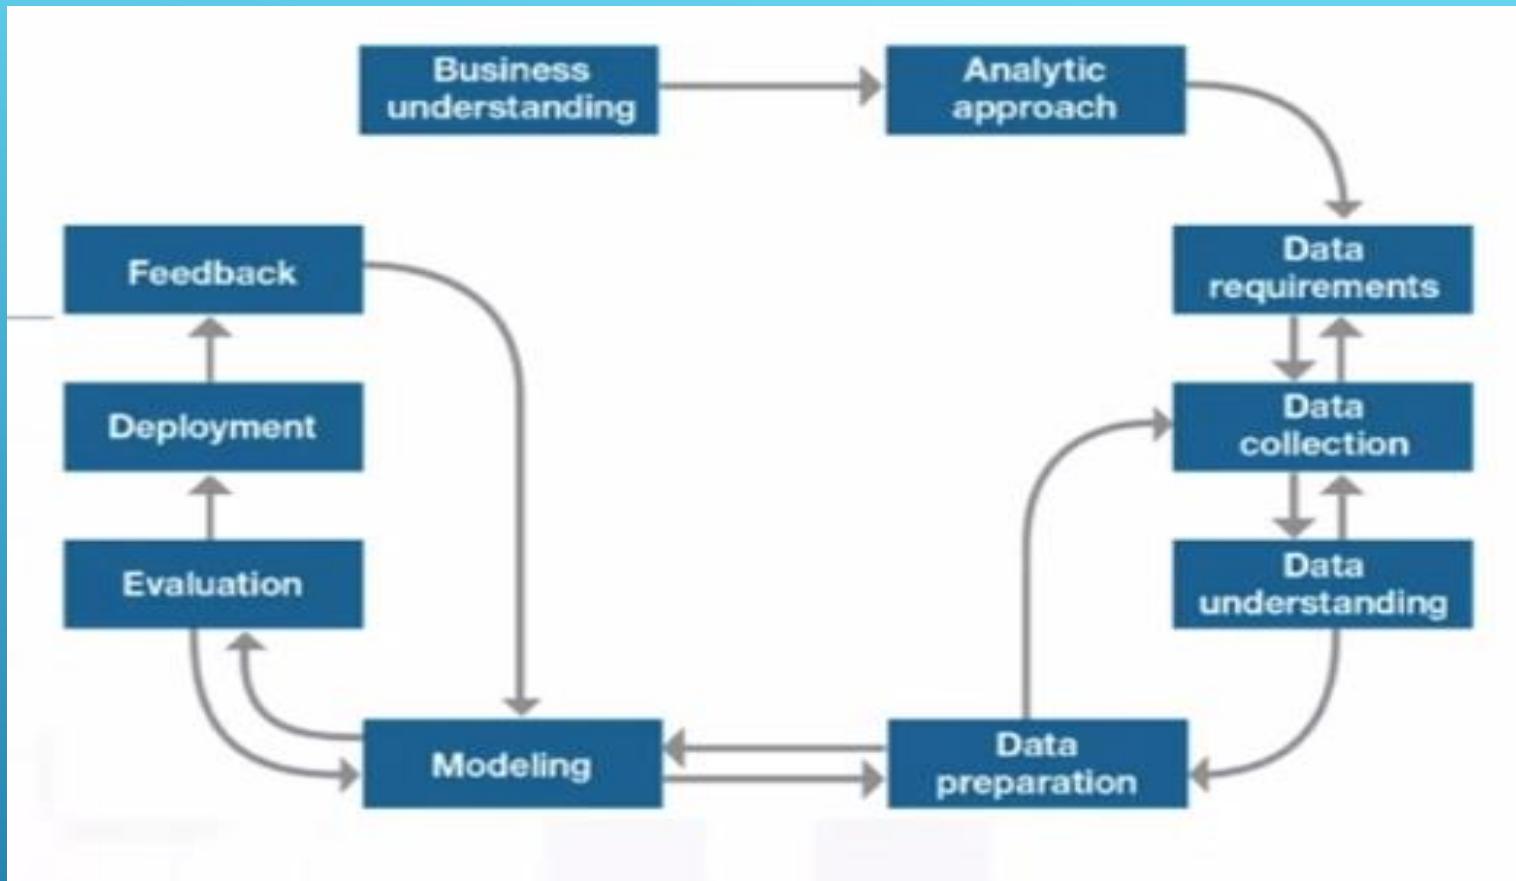 Business
understanding
Analytic
approach
Data
requirements
Data
collection
Data
understanding
Data
preparation
Modeling
Evaluation
Deployment
Feedback